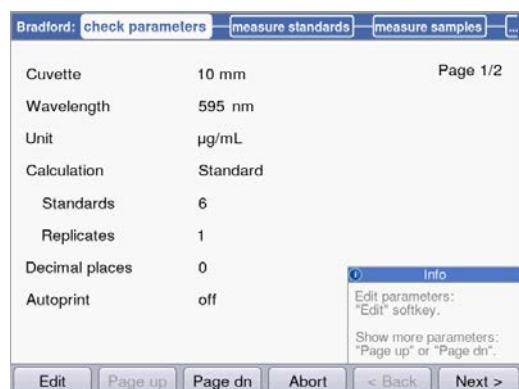 Bradford: check parameters measure standards measure samples ...
Page 1/2
Cuvette 10 mm
Wavelength 595 nm
Unit µg/mL
Calculation Standard
Standards 6
Replicates 1
Decimal places 0
Autoprint off
Info
Edit parameters:
"Edit" softkey.
Show more parameters:
"Page up" or "Page dn".
Edit Page up Page dn Abort < Back Next >